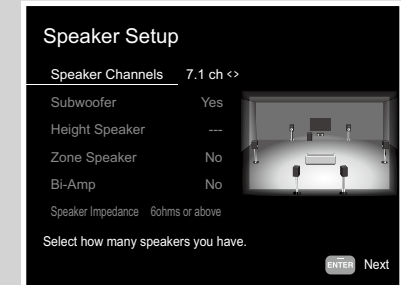 Speaker Setup
Speaker Channels 7.1 ch <>
Subwoofer Yes
Height Speaker ---
Zone Speaker No
Bi-Amp No
Speaker Impedance 6ohms or above
Select how many speakers you have.
ENTER Next